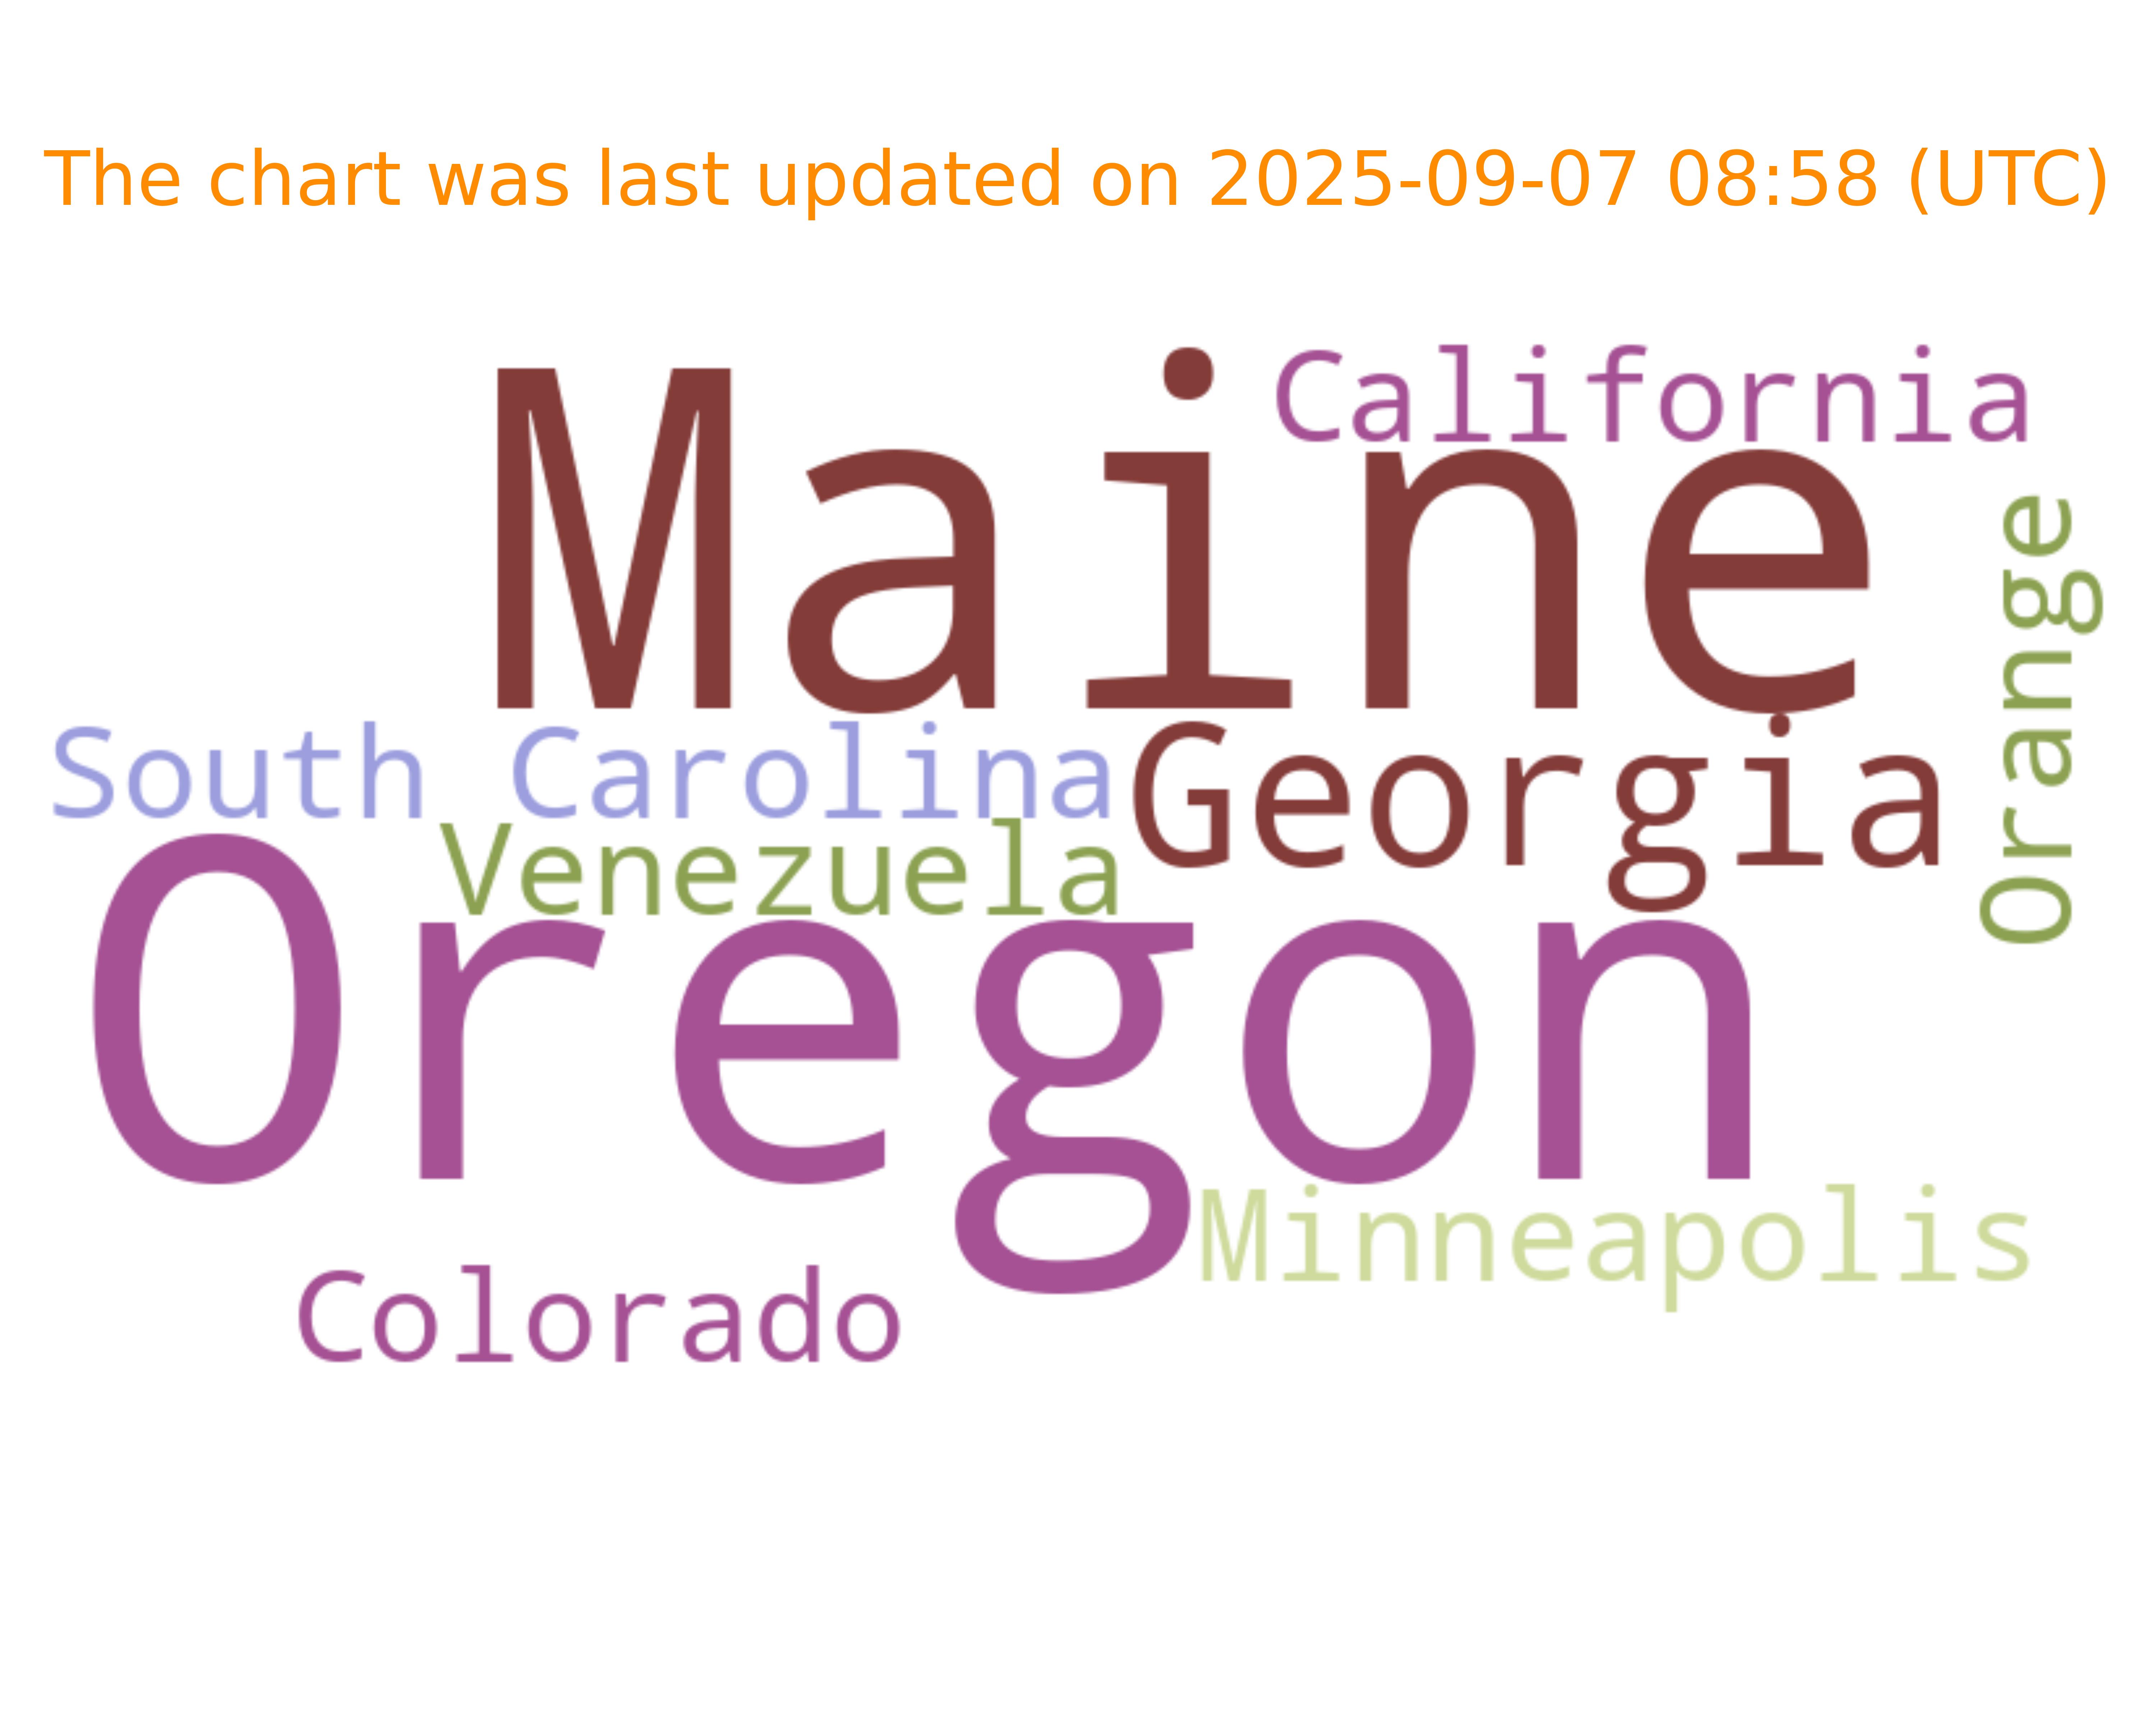 The chart was last updated on 2025-09-07 08:58 (UTC)
California
Maine
Orange
South Carolina
Georgia
Venezuela
Oregon
Minneapolis
Colorado